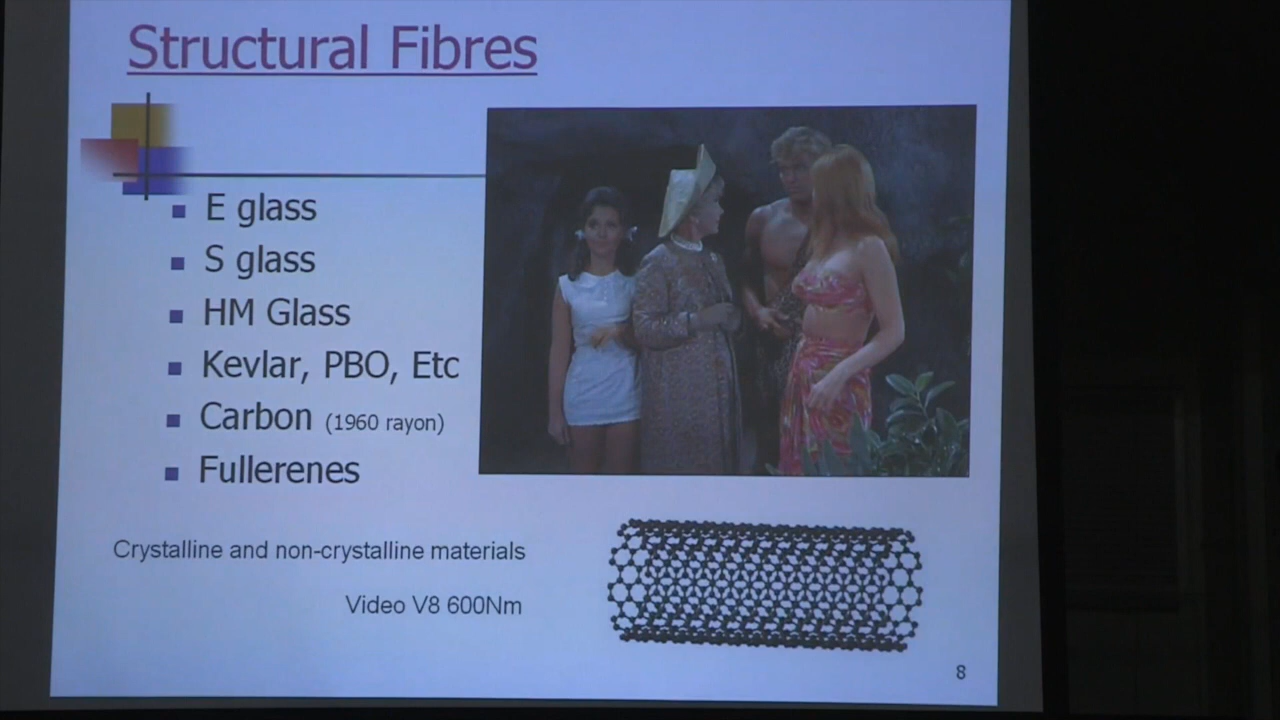 Structural Fibres
E glass
S glass
HM Glass
Kevlar, PBO, Etc
Carbon (1960 rayon)
Fullerenes
Crystalline and non-crystalline materials
Video V8 600Nm
8